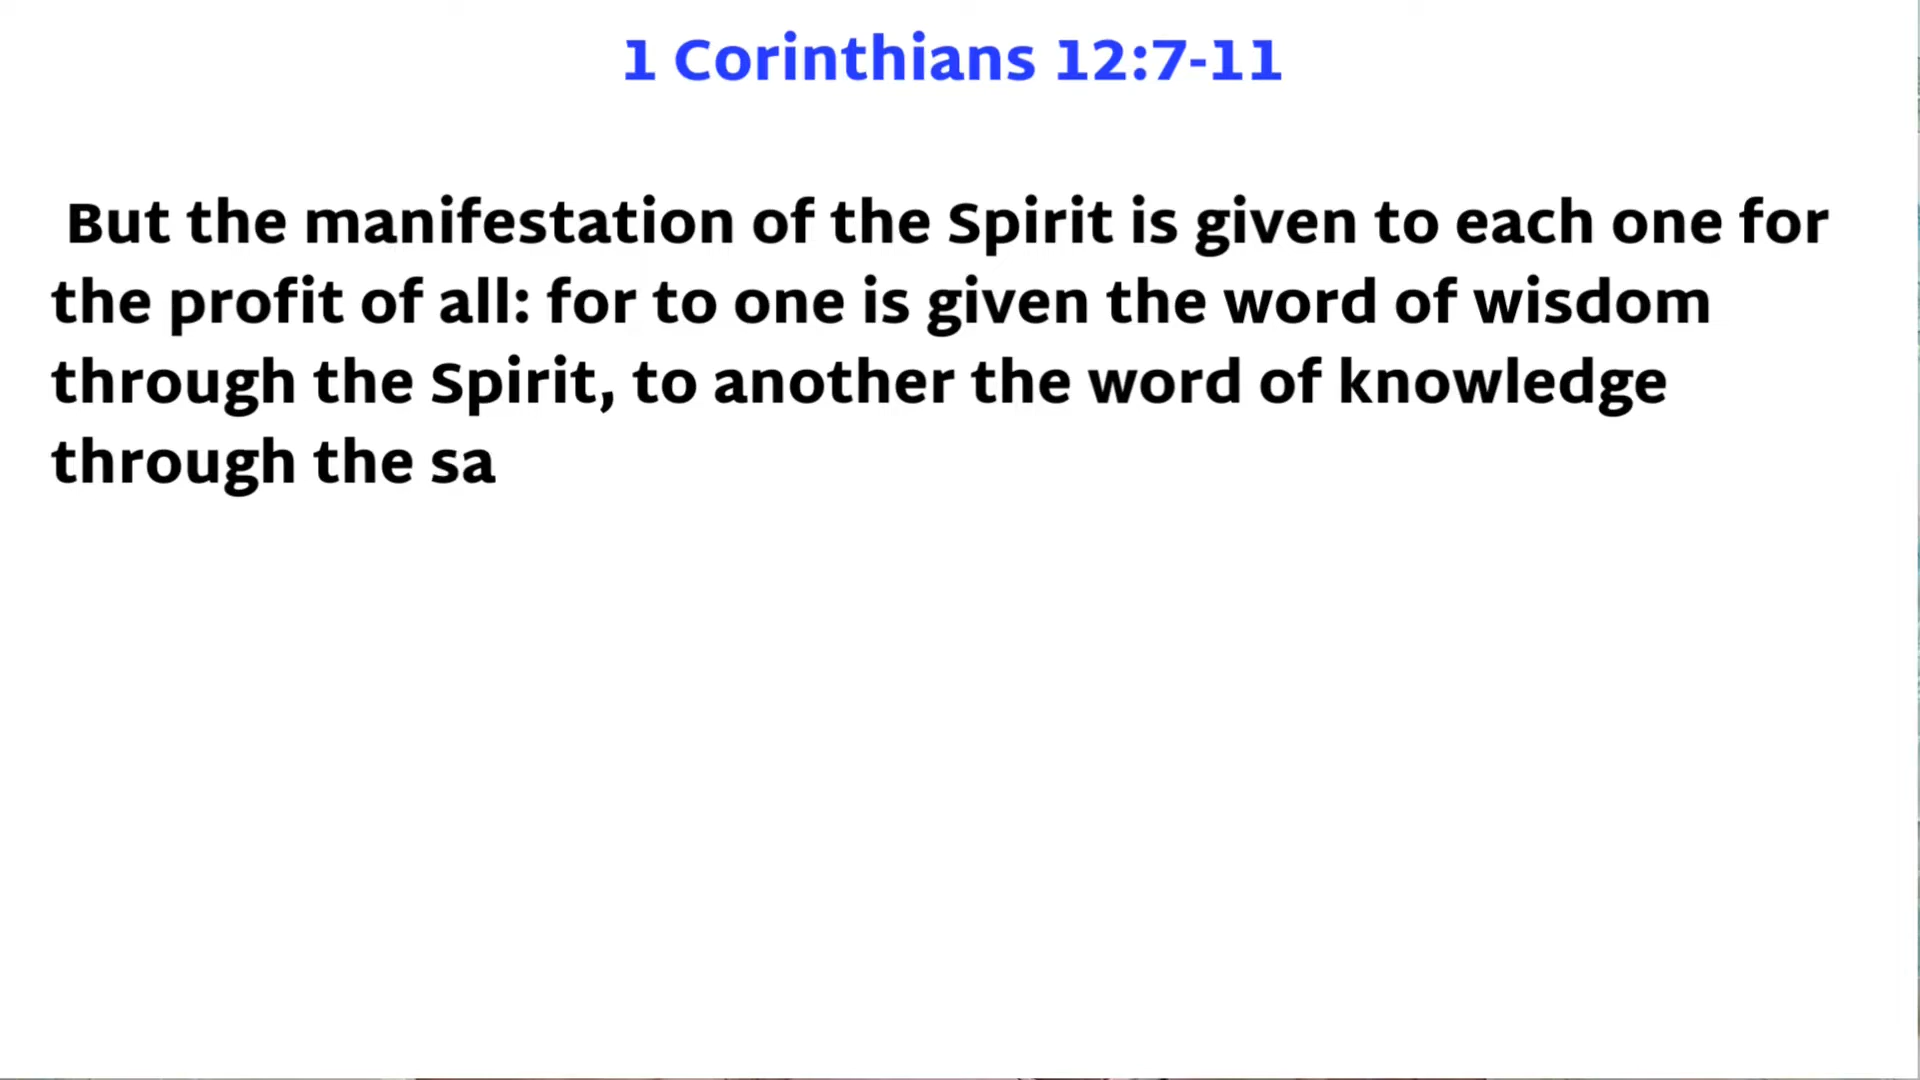 1 Corinthians 12:7-11
But the manifestation of the Spirit is given to each one for
the profit of all: for to one is given the word of wisdom
through the Spirit, to another the word of knowledge
through the sa